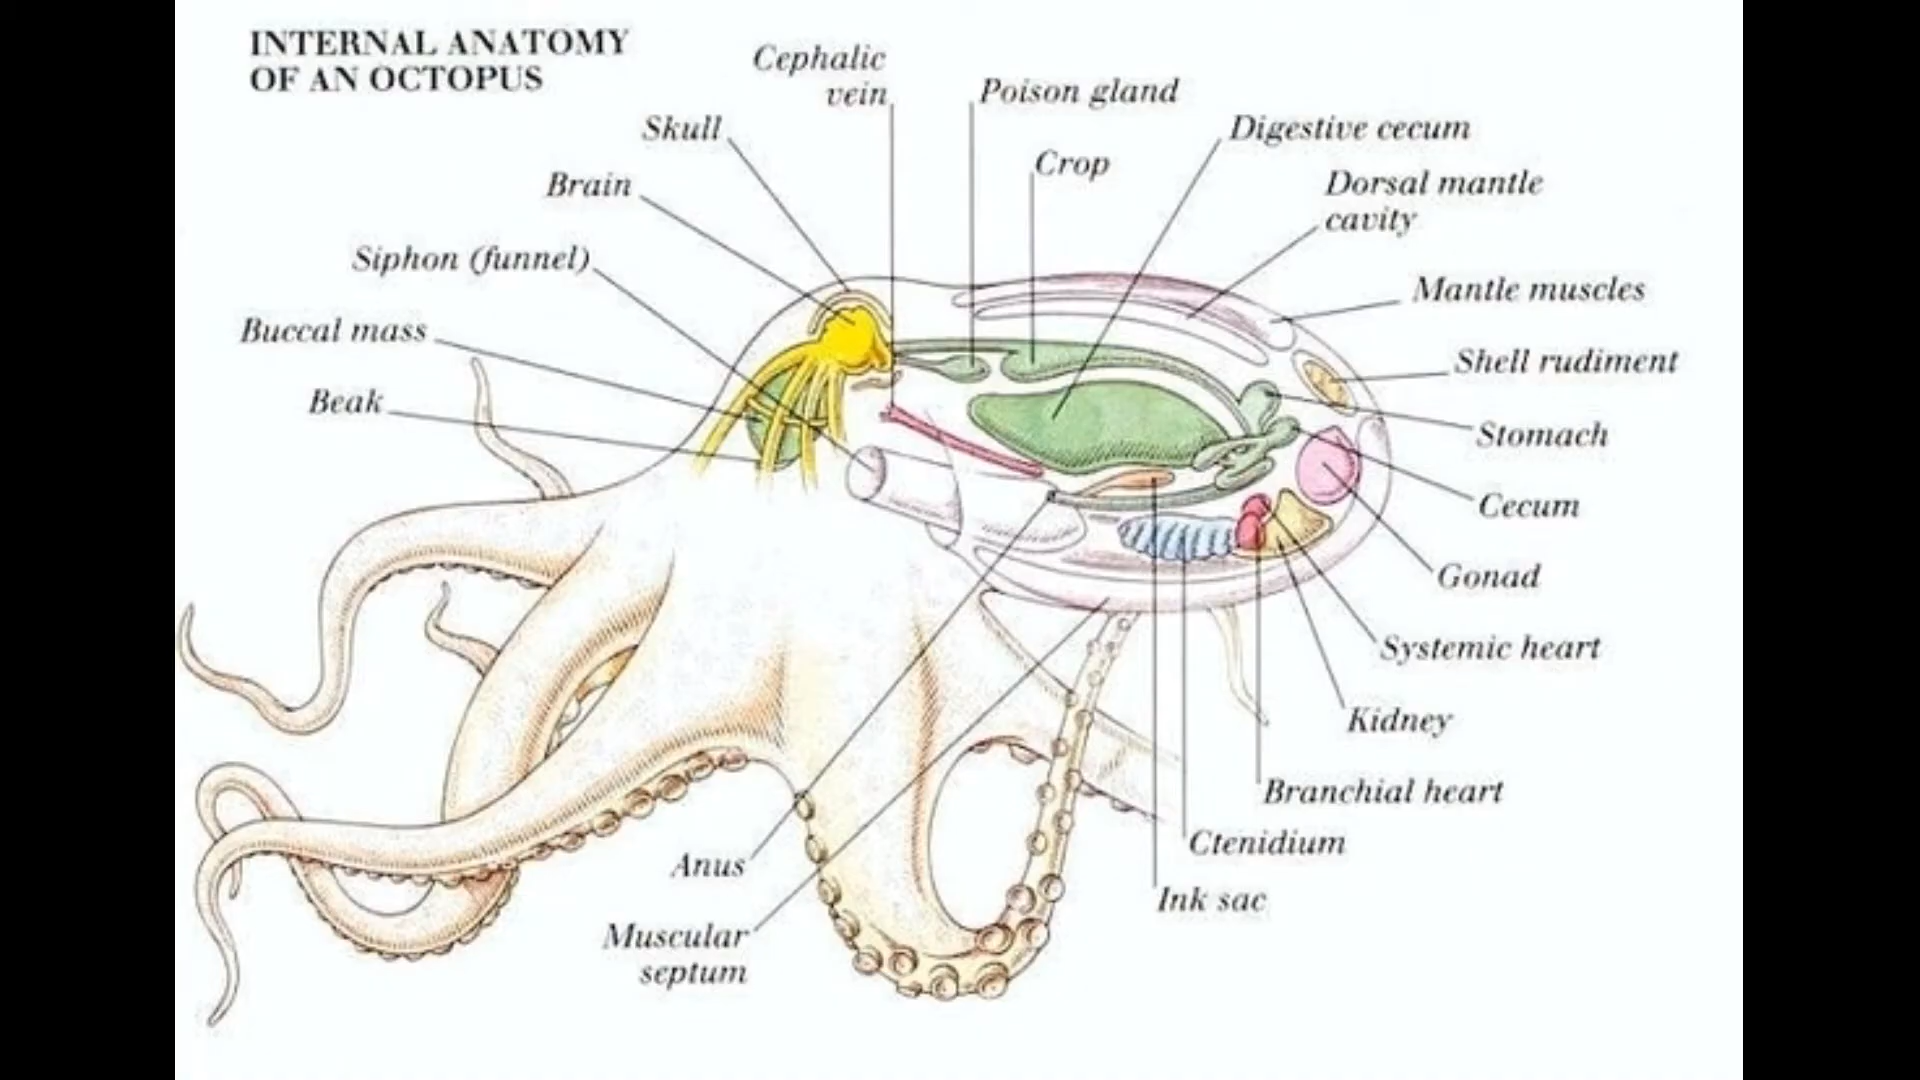 INTERNAL ANATOMY
OF AN OCTOPUS
Cephalic
vein
Poison gland
Skull
Digestive cecum
Crop
Brain
Dorsal mantle
cavity
Siphon (funnel)
Mantle muscles
Buccal mass
Shell rudiment
Beak
Stomach
Cecum
Gonad
Systemic heart
Kidney
Branchial heart
Ctenidium
Anus
Ink sac
Muscular
septum